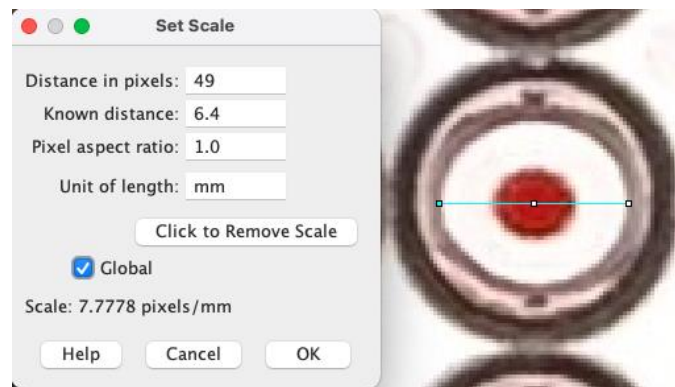 Set Scale
Distance in pixels: 49
Known distance: 6.4
Pixel aspect ratio: 1.0
Unit of length: mm
Click to Remove Scale
Global
Scale: 7.7778 pixels/mm
Help Cancel OK